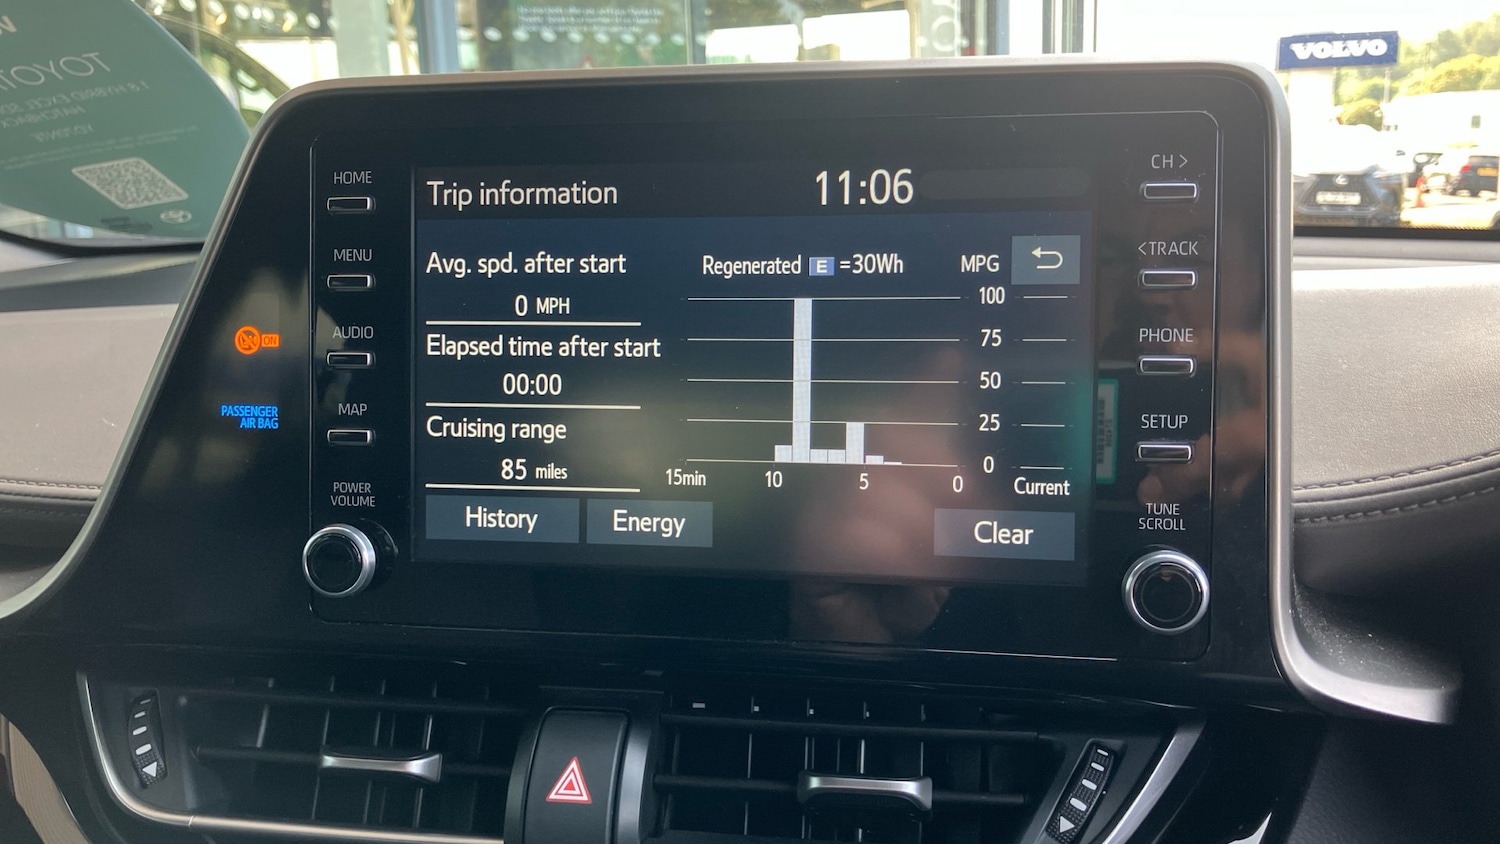 TOYOTA
VOLVO
HOME
MENU
AUDIO
MAP
POWER
VOLUME
ON
PASSENGER
AIR BAG
Trip information
11:06
Avg. spd. after start
0 MPH
Elapsed time after start
00:00
Cruising range
85 miles
Regenerated E =30Wh
MPG
100
75
50
25
0
15min 10 5 0 Current
History
Energy
Clear
CH >
< TRACK
PHONE
SETUP
TUNE
SCROLL